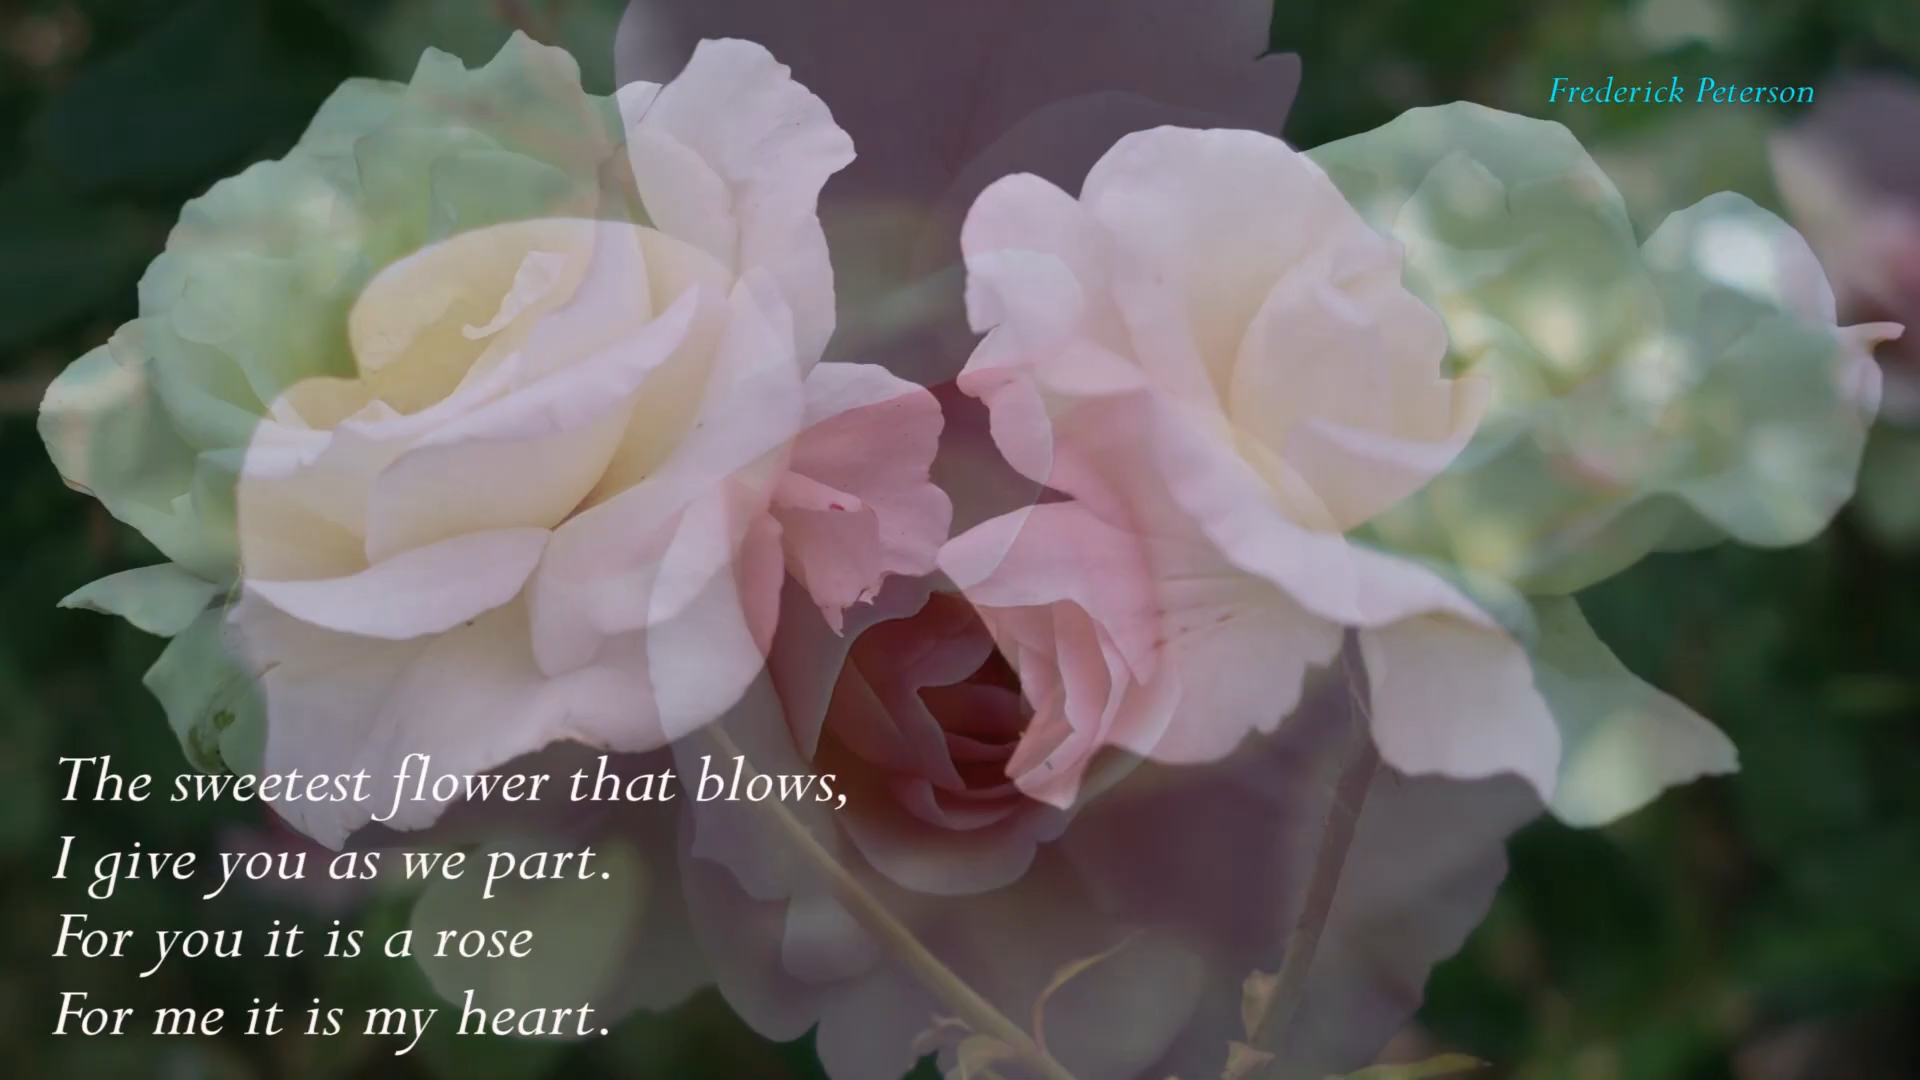 Frederick Peterson
The sweetest flower that blows,
I give you as we part.
For you it is a rose
For me it is my heart.